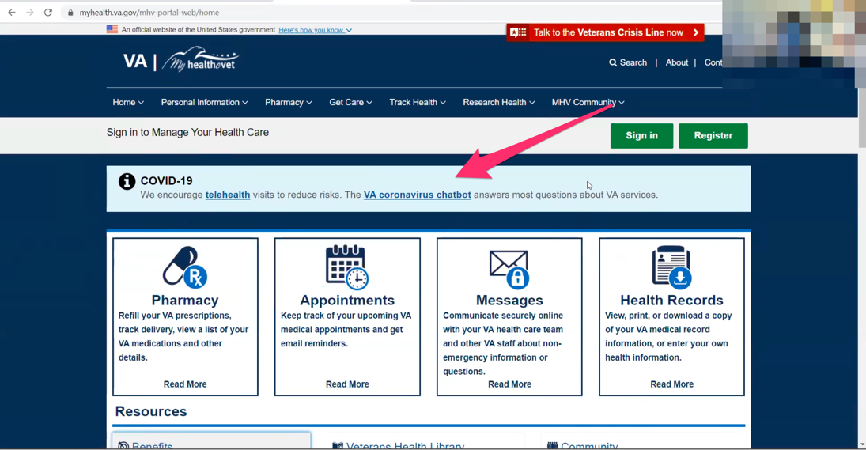 myhealth.va.gov/mhv-portal-web/home
An official website of the United States government Here's how you know
Talk to the Veterans Crisis Line now
VA | My healthevet
Search | About | Cont
Home Personal Information Pharmacy Get Care Track Health Research Health MHV Community
Sign in to Manage Your Health Care
Sign in Register
COVID-19
We encourage telehealth visits to reduce risks. The VA coronavirus chatbot answers most questions about VA services.
Pharmacy
Refill your VA prescriptions,
track delivery, view a list of your
VA medications and other
details.
Read More
Appointments
Keep track of your upcoming VA
medical appointments and get
email reminders.
Read More
Messages
Communicate securely online
with your VA health care team
and other VA staff about non-
emergency information or
questions.
Read More
Health Records
View, print, or download a copy
of your VA medical record
information, or enter your own
health information.
Read More
Resources
Benefits Veterans Health Library Community